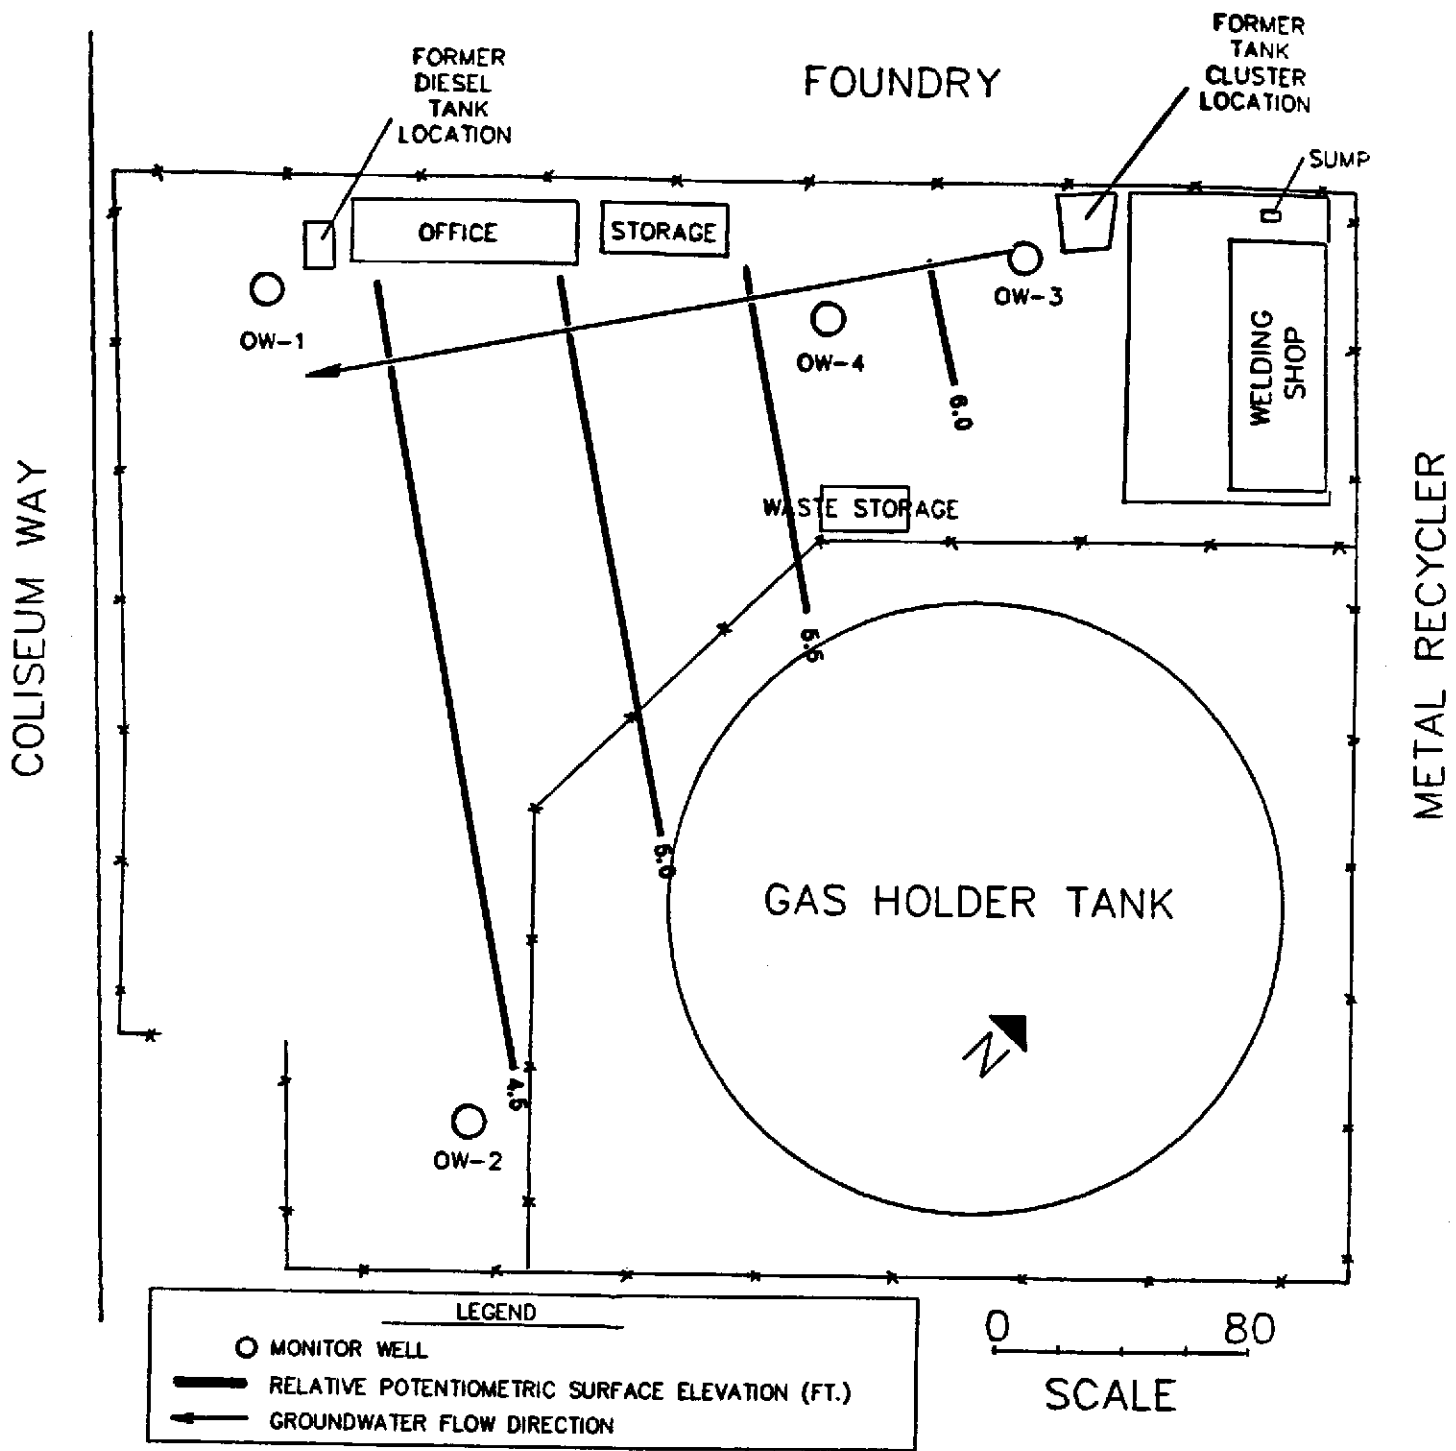 FORMER
DIESEL
TANK
LOCATION
FOUNDRY
FORMER
TANK
CLUSTER
LOCATION
SUMP
OFFICE
STORAGE
OW-1
OW-4
OW-3
6.0
WELDING
SHOP
COLISEUM WAY
METAL RECYCLER
WASTE STORAGE
5.5
5.0
GAS HOLDER TANK
N
4.5
OW-2
LEGEND
MONITOR WELL
RELATIVE POTENTIOMETRIC SURFACE ELEVATION (FT.)
GROUNDWATER FLOW DIRECTION
0 80
SCALE